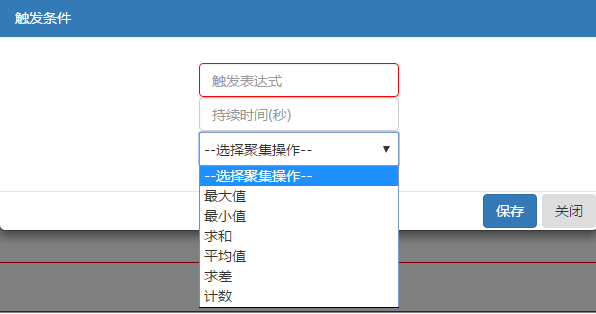 触发条件
触发表达式
持续时间(秒)
--选择聚集操作--
--选择聚集操作--
最大值
最小值
求和
平均值
求差
计数
保存
关闭